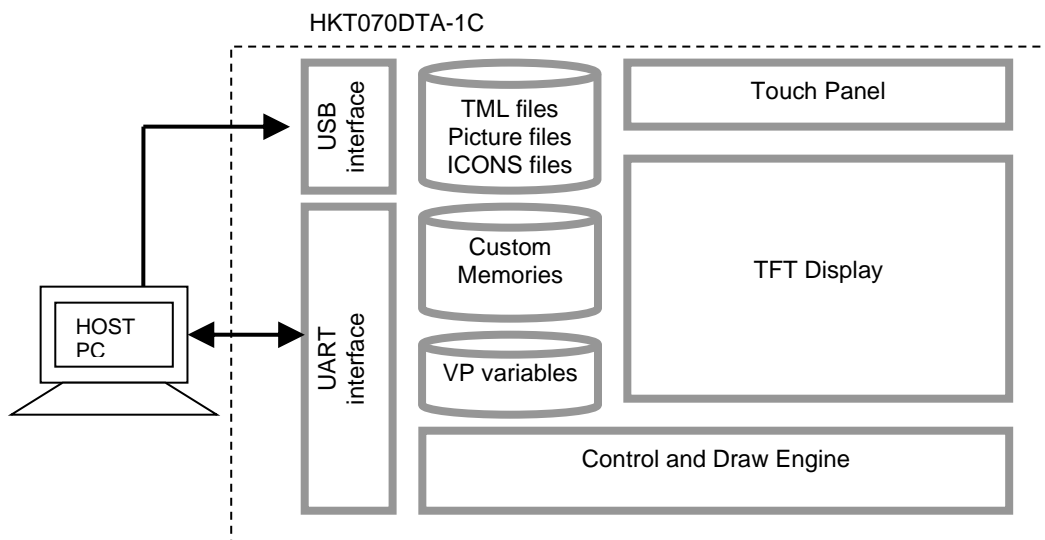 HKT070DTA-1C
USB
interface
TML files
Picture files
ICONS files
Touch Panel
UART
interface
Custom
Memories
TFT Display
HOST
PC
VP variables
Control and Draw Engine